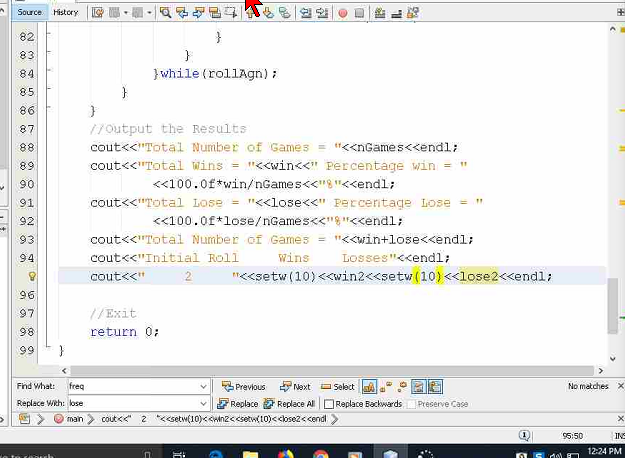 Source History
82 }
83 }
84 }while(rollAgn);
85 }
86 }
87 //Output the Results
88 cout<<"Total Number of Games = "<<nGames<<endl;
89 cout<<"Total Wins = "<<win<<" Percentage win = "
90 <<100.0f*win/nGames<<"%"<<endl;
91 cout<<"Total Lose = "<<lose<<" Percentage Lose = "
92 <<100.0f*lose/nGames<<"%"<<endl;
93 cout<<"Total Number of Games = "<<win+lose<<endl;
94 cout<<"Initial Roll    Wins    Losses"<<endl;
cout<<"    2    "<<setw(10)<<win2<<setw(10)<<lose2<<endl;
96
97 //Exit
98 return 0;
99 }
Find What: freq Previous Next Select No matches
Replace With: lose Replace Replace All Replace Backwards Preserve Case
main cout<<"    2    "<<setw(10)<<win2<<setw(10)<<lose2<<endl
95:50 INS
to search 12:24 PM